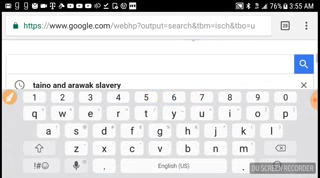 76% 3:55 AM
https://www.google.com/webhp?output=search&tbm=isch&tbo=u
28
taino and arawak slavery
1 2 3 4 5 6 7 8 9 0
q w e r t y u i o p
a s d f g h j k l
z x c v b n m
!#☺ , English (US) .
DU SCREEN RECORDER